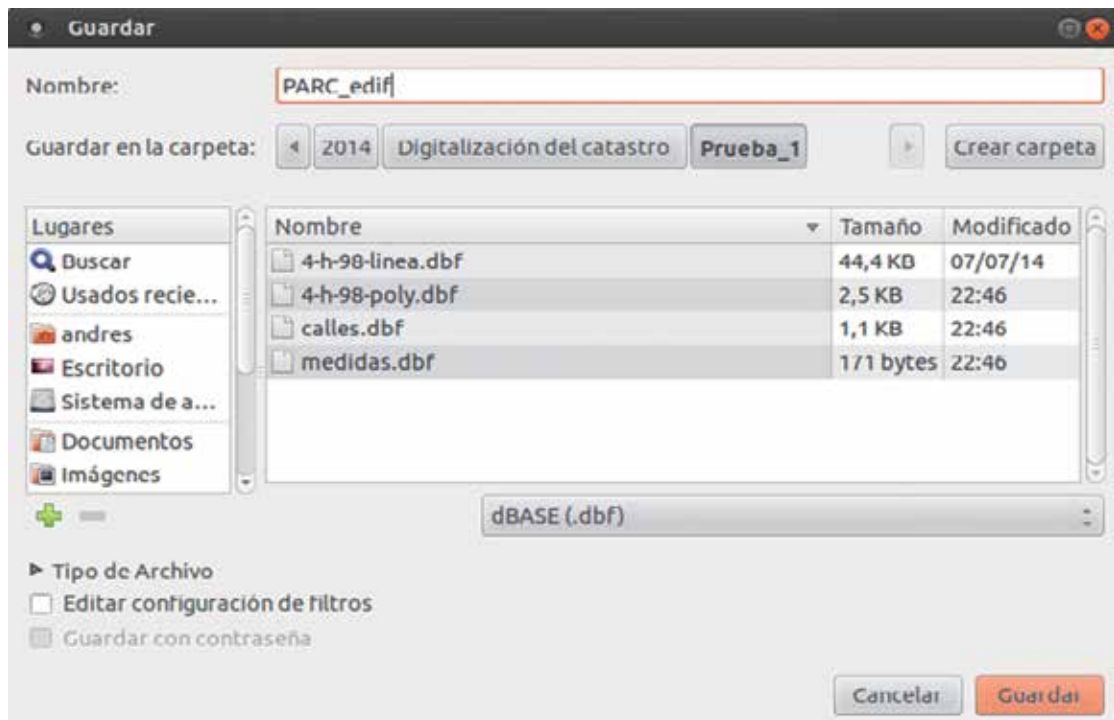 Guardar
Nombre: PARC_edif
Guardar en la carpeta: 2014 Digitalización del catastro Prueba_1 Crear carpeta
Lugares
Buscar
Usados recie...
andres
Escritorio
Sistema de a...
Documentos
Imágenes
Nombre Tamaño Modificado
4-h-98-linea.dbf 44,4 KB 07/07/14
4-h-98-poly.dbf 2,5 KB 22:46
calles.dbf 1,1 KB 22:46
medidas.dbf 171 bytes 22:46
dBASE (.dbf)
Tipo de Archivo
Editar configuración de filtros
Guardar con contraseña
Cancelar Guardar